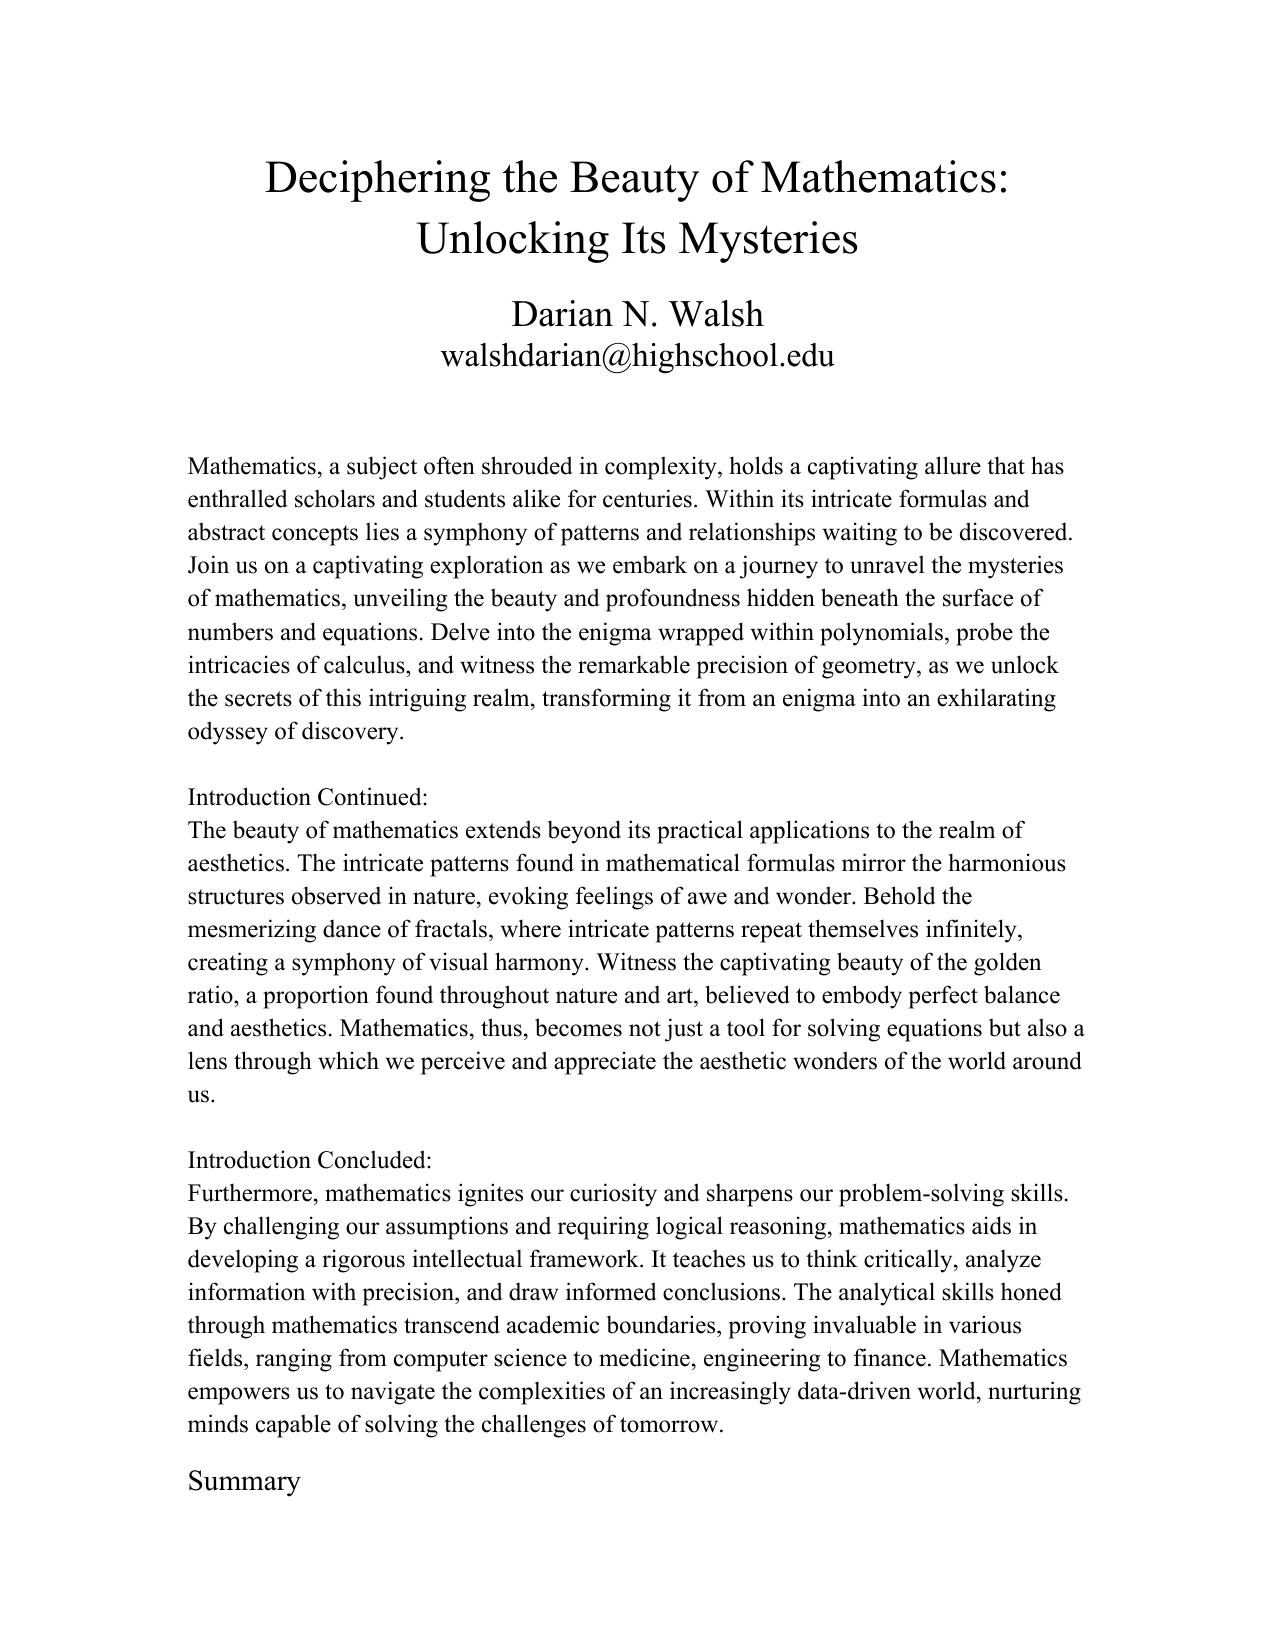 Deciphering the Beauty of Mathematics:
Unlocking Its Mysteries
Darian N. Walsh
walshdarian@highschool.edu
Mathematics, a subject often shrouded in complexity, holds a captivating allure that has
enthralled scholars and students alike for centuries. Within its intricate formulas and
abstract concepts lies a symphony of patterns and relationships waiting to be discovered.
Join us on a captivating exploration as we embark on a journey to unravel the mysteries
of mathematics, unveiling the beauty and profoundness hidden beneath the surface of
numbers and equations. Delve into the enigma wrapped within polynomials, probe the
intricacies of calculus, and witness the remarkable precision of geometry, as we unlock
the secrets of this intriguing realm, transforming it from an enigma into an exhilarating
odyssey of discovery.
Introduction Continued:
The beauty of mathematics extends beyond its practical applications to the realm of
aesthetics. The intricate patterns found in mathematical formulas mirror the harmonious
structures observed in nature, evoking feelings of awe and wonder. Behold the
mesmerizing dance of fractals, where intricate patterns repeat themselves infinitely,
creating a symphony of visual harmony. Witness the captivating beauty of the golden
ratio, a proportion found throughout nature and art, believed to embody perfect balance
and aesthetics. Mathematics, thus, becomes not just a tool for solving equations but also a
lens through which we perceive and appreciate the aesthetic wonders of the world around
us.
Introduction Concluded:
Furthermore, mathematics ignites our curiosity and sharpens our problem-solving skills.
By challenging our assumptions and requiring logical reasoning, mathematics aids in
developing a rigorous intellectual framework. It teaches us to think critically, analyze
information with precision, and draw informed conclusions. The analytical skills honed
through mathematics transcend academic boundaries, proving invaluable in various
fields, ranging from computer science to medicine, engineering to finance. Mathematics
empowers us to navigate the complexities of an increasingly data-driven world, nurturing
minds capable of solving the challenges of tomorrow.
Summary